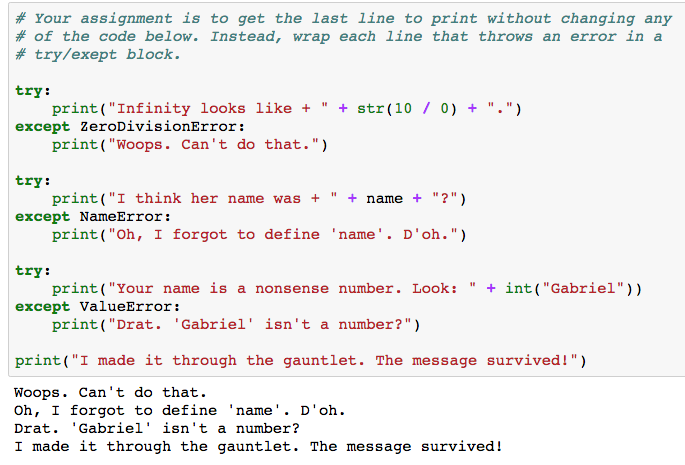 # Your assignment is to get the last line to print without changing any
# of the code below. Instead, wrap each line that throws an error in a
# try/exept block.
try:
print("Infinity looks like + " + str(10 / 0) + ".")
except ZeroDivisionError:
print("Woops. Can't do that.")
try:
print("I think her name was + " + name + "?")
except NameError:
print("Oh, I forgot to define 'name'. D'oh.")
try:
print("Your name is a nonsense number. Look: " + int("Gabriel"))
except ValueError:
print("Drat. 'Gabriel' isn't a number?")
print("I made it through the gauntlet. The message survived!")
Woops. Can't do that.
Oh, I forgot to define 'name'. D'oh.
Drat. 'Gabriel' isn't a number?
I made it through the gauntlet. The message survived!